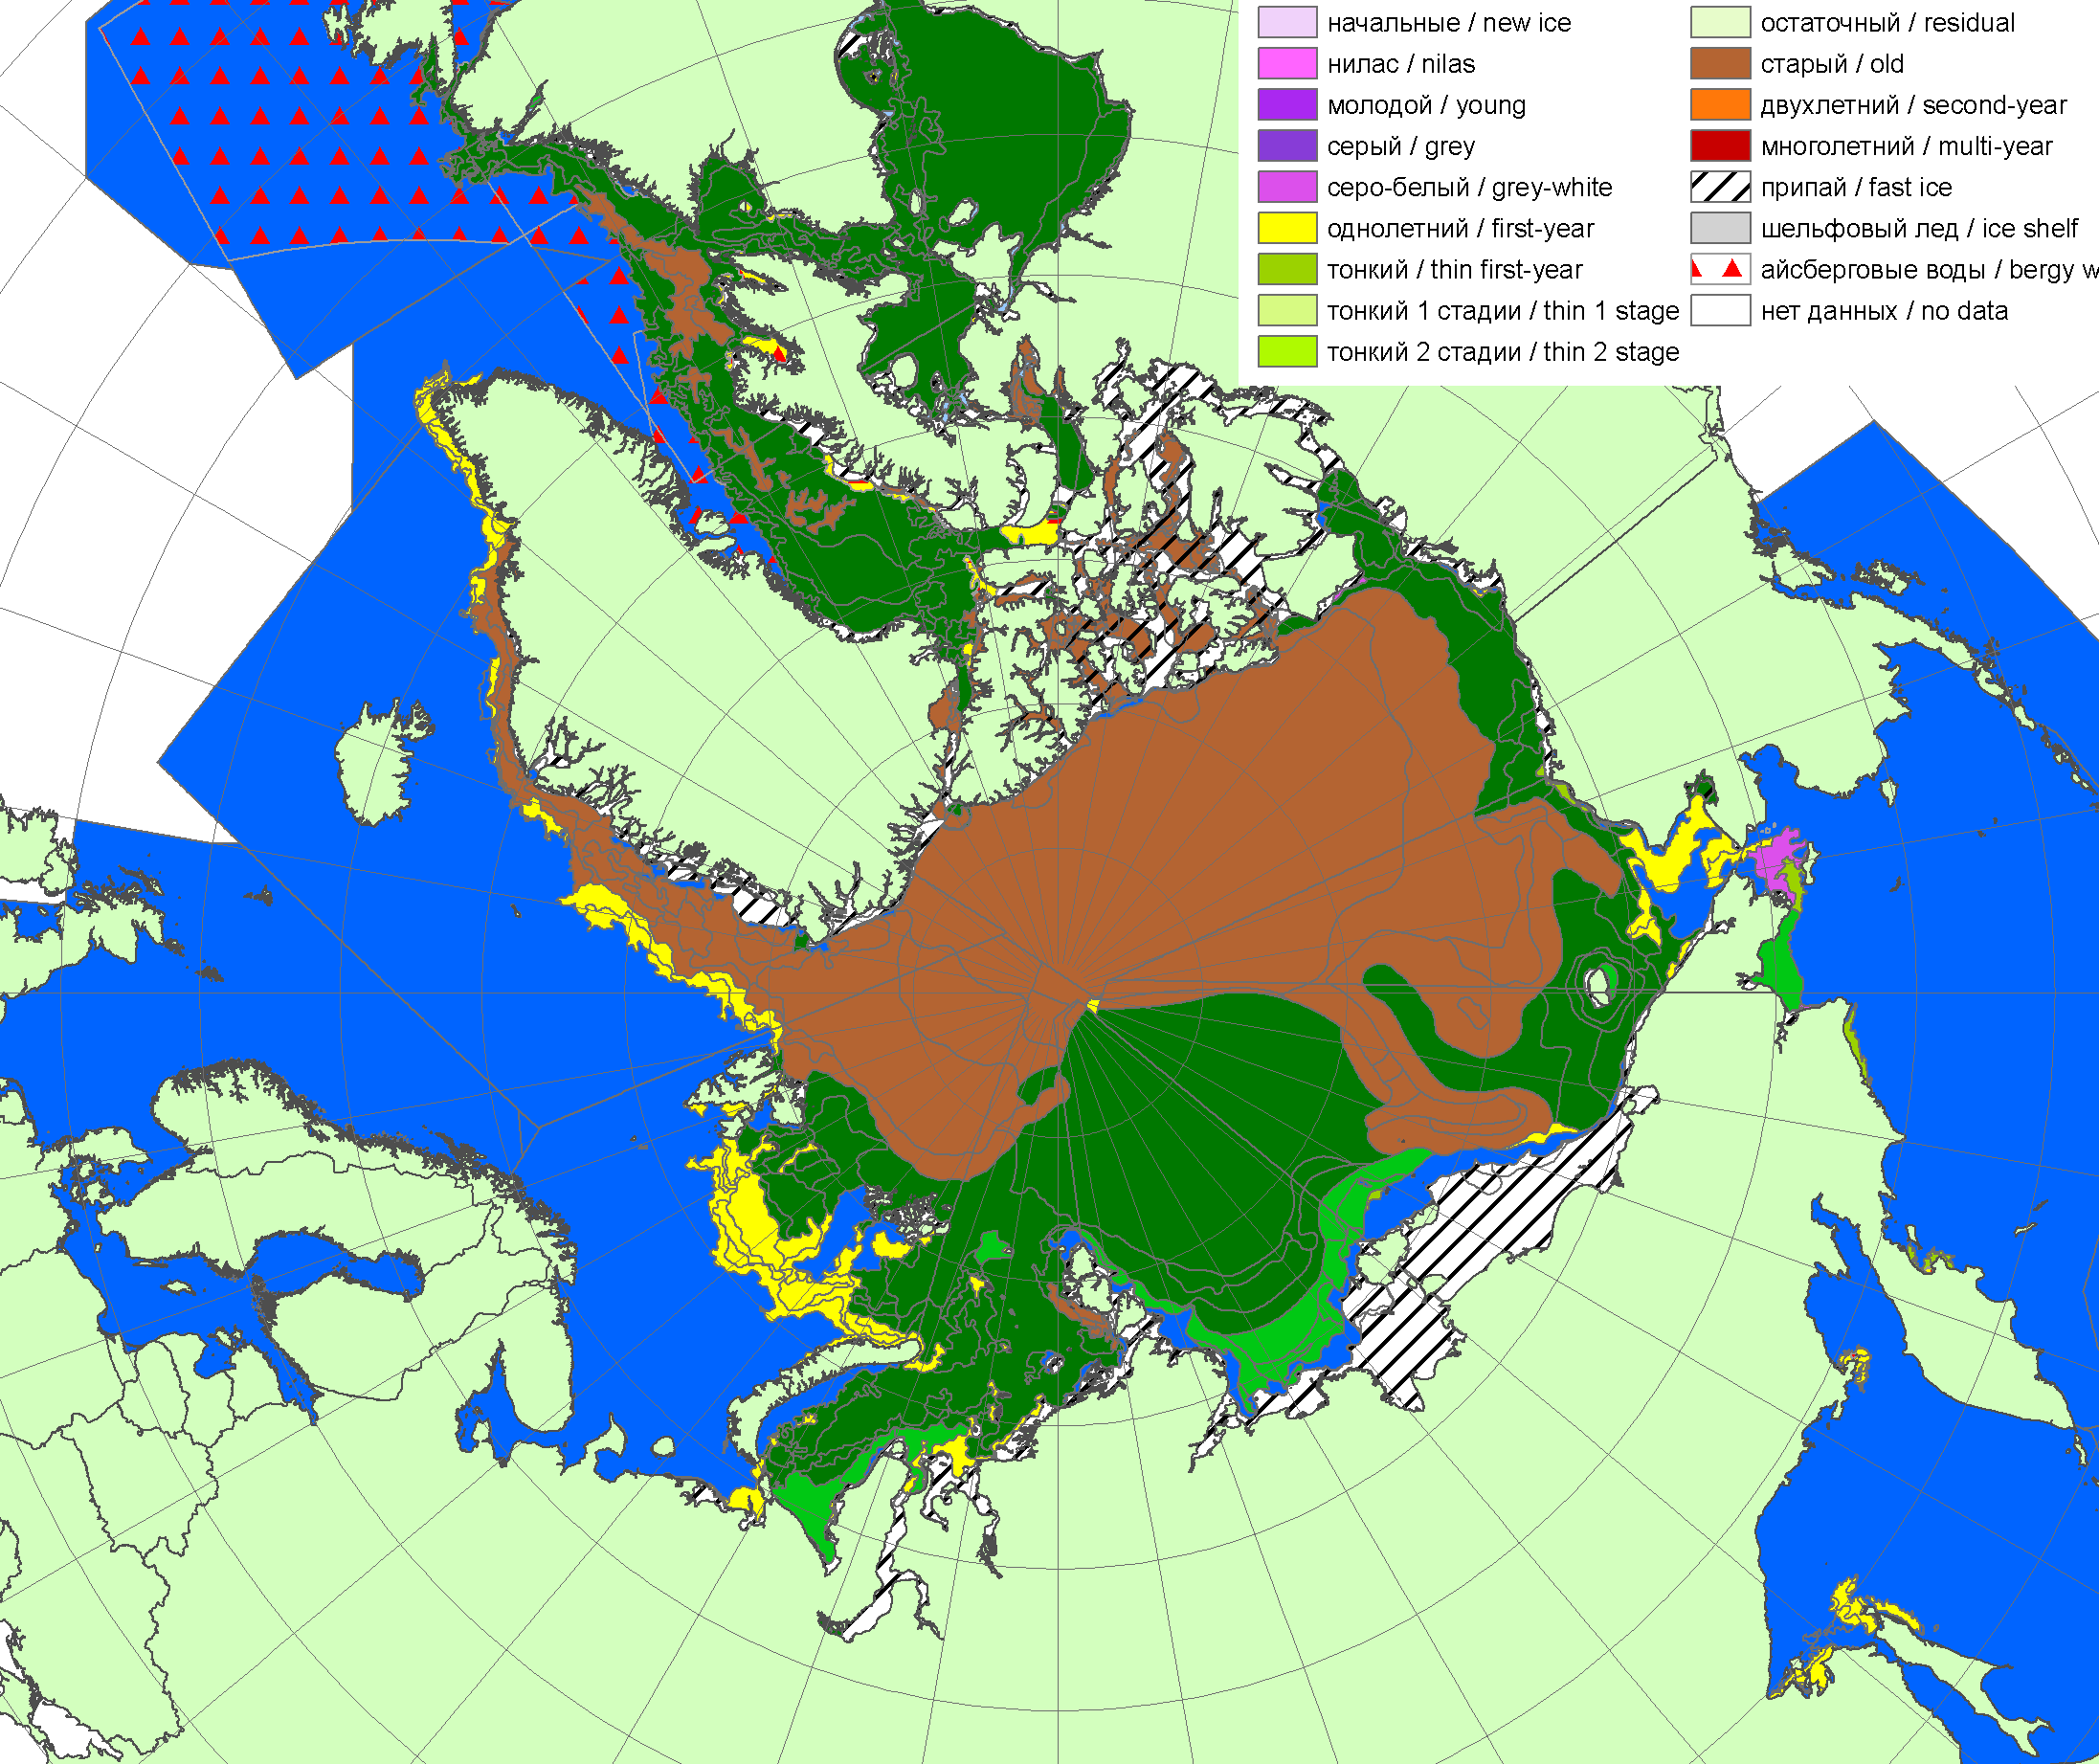 начальные / new ice
нилас / nilas
молодой / young
серый / grey
серо-белый / grey-white
однолетний / first-year
тонкий / thin first-year
тонкий 1 стадии / thin 1 stage
тонкий 2 стадии / thin 2 stage
остаточный / residual
старый / old
двухлетний / second-year
многолетний / multi-year
припай / fast ice
шельфовый лед / ice shelf
айсберговые воды / bergy w
нет данных / no data